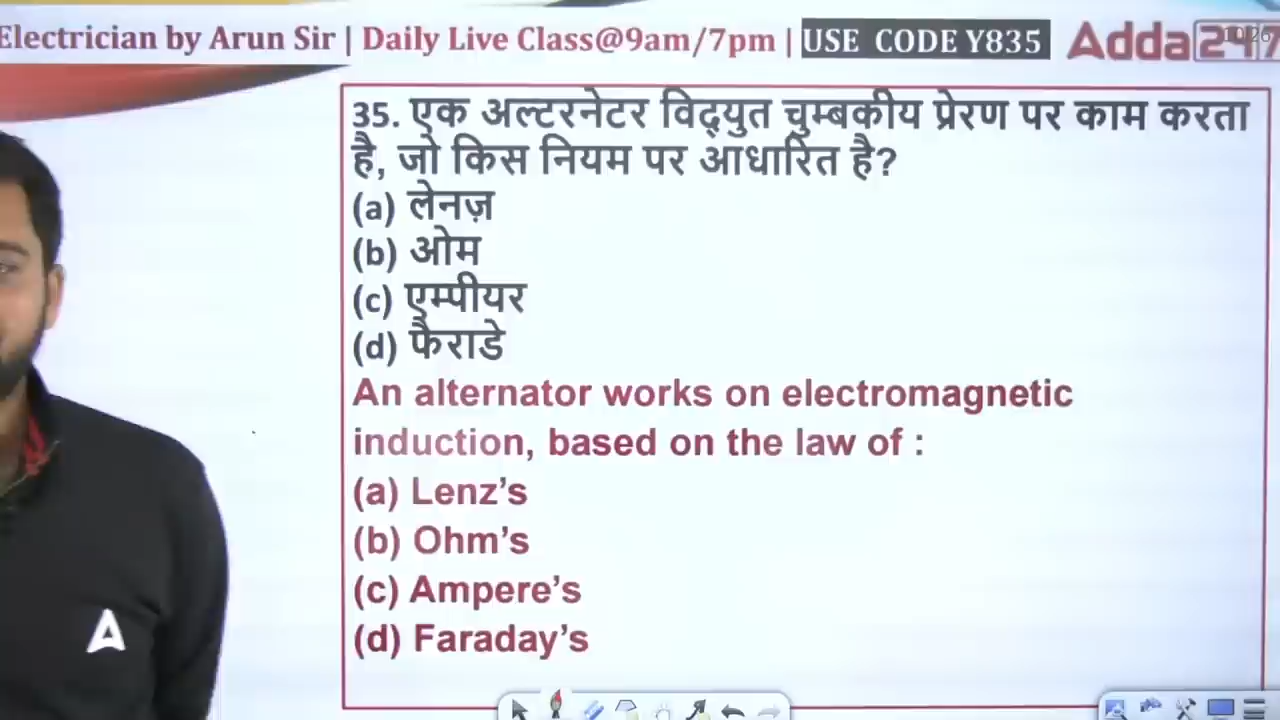 Electrician by Arun Sir | Daily Live Class@9am/7pm | USE CODE Y835 Adda247
35. एक अल्टरनेटर विद्युत चुम्बकीय प्रेरण पर काम करता
है, जो किस नियम पर आधारित है?
(a) लेनज़
(b) ओम
(c) एम्पीयर
(d) फैराडे
An alternator works on electromagnetic
induction, based on the law of :
(a) Lenz’s
(b) Ohm’s
(c) Ampere’s
(d) Faraday’s